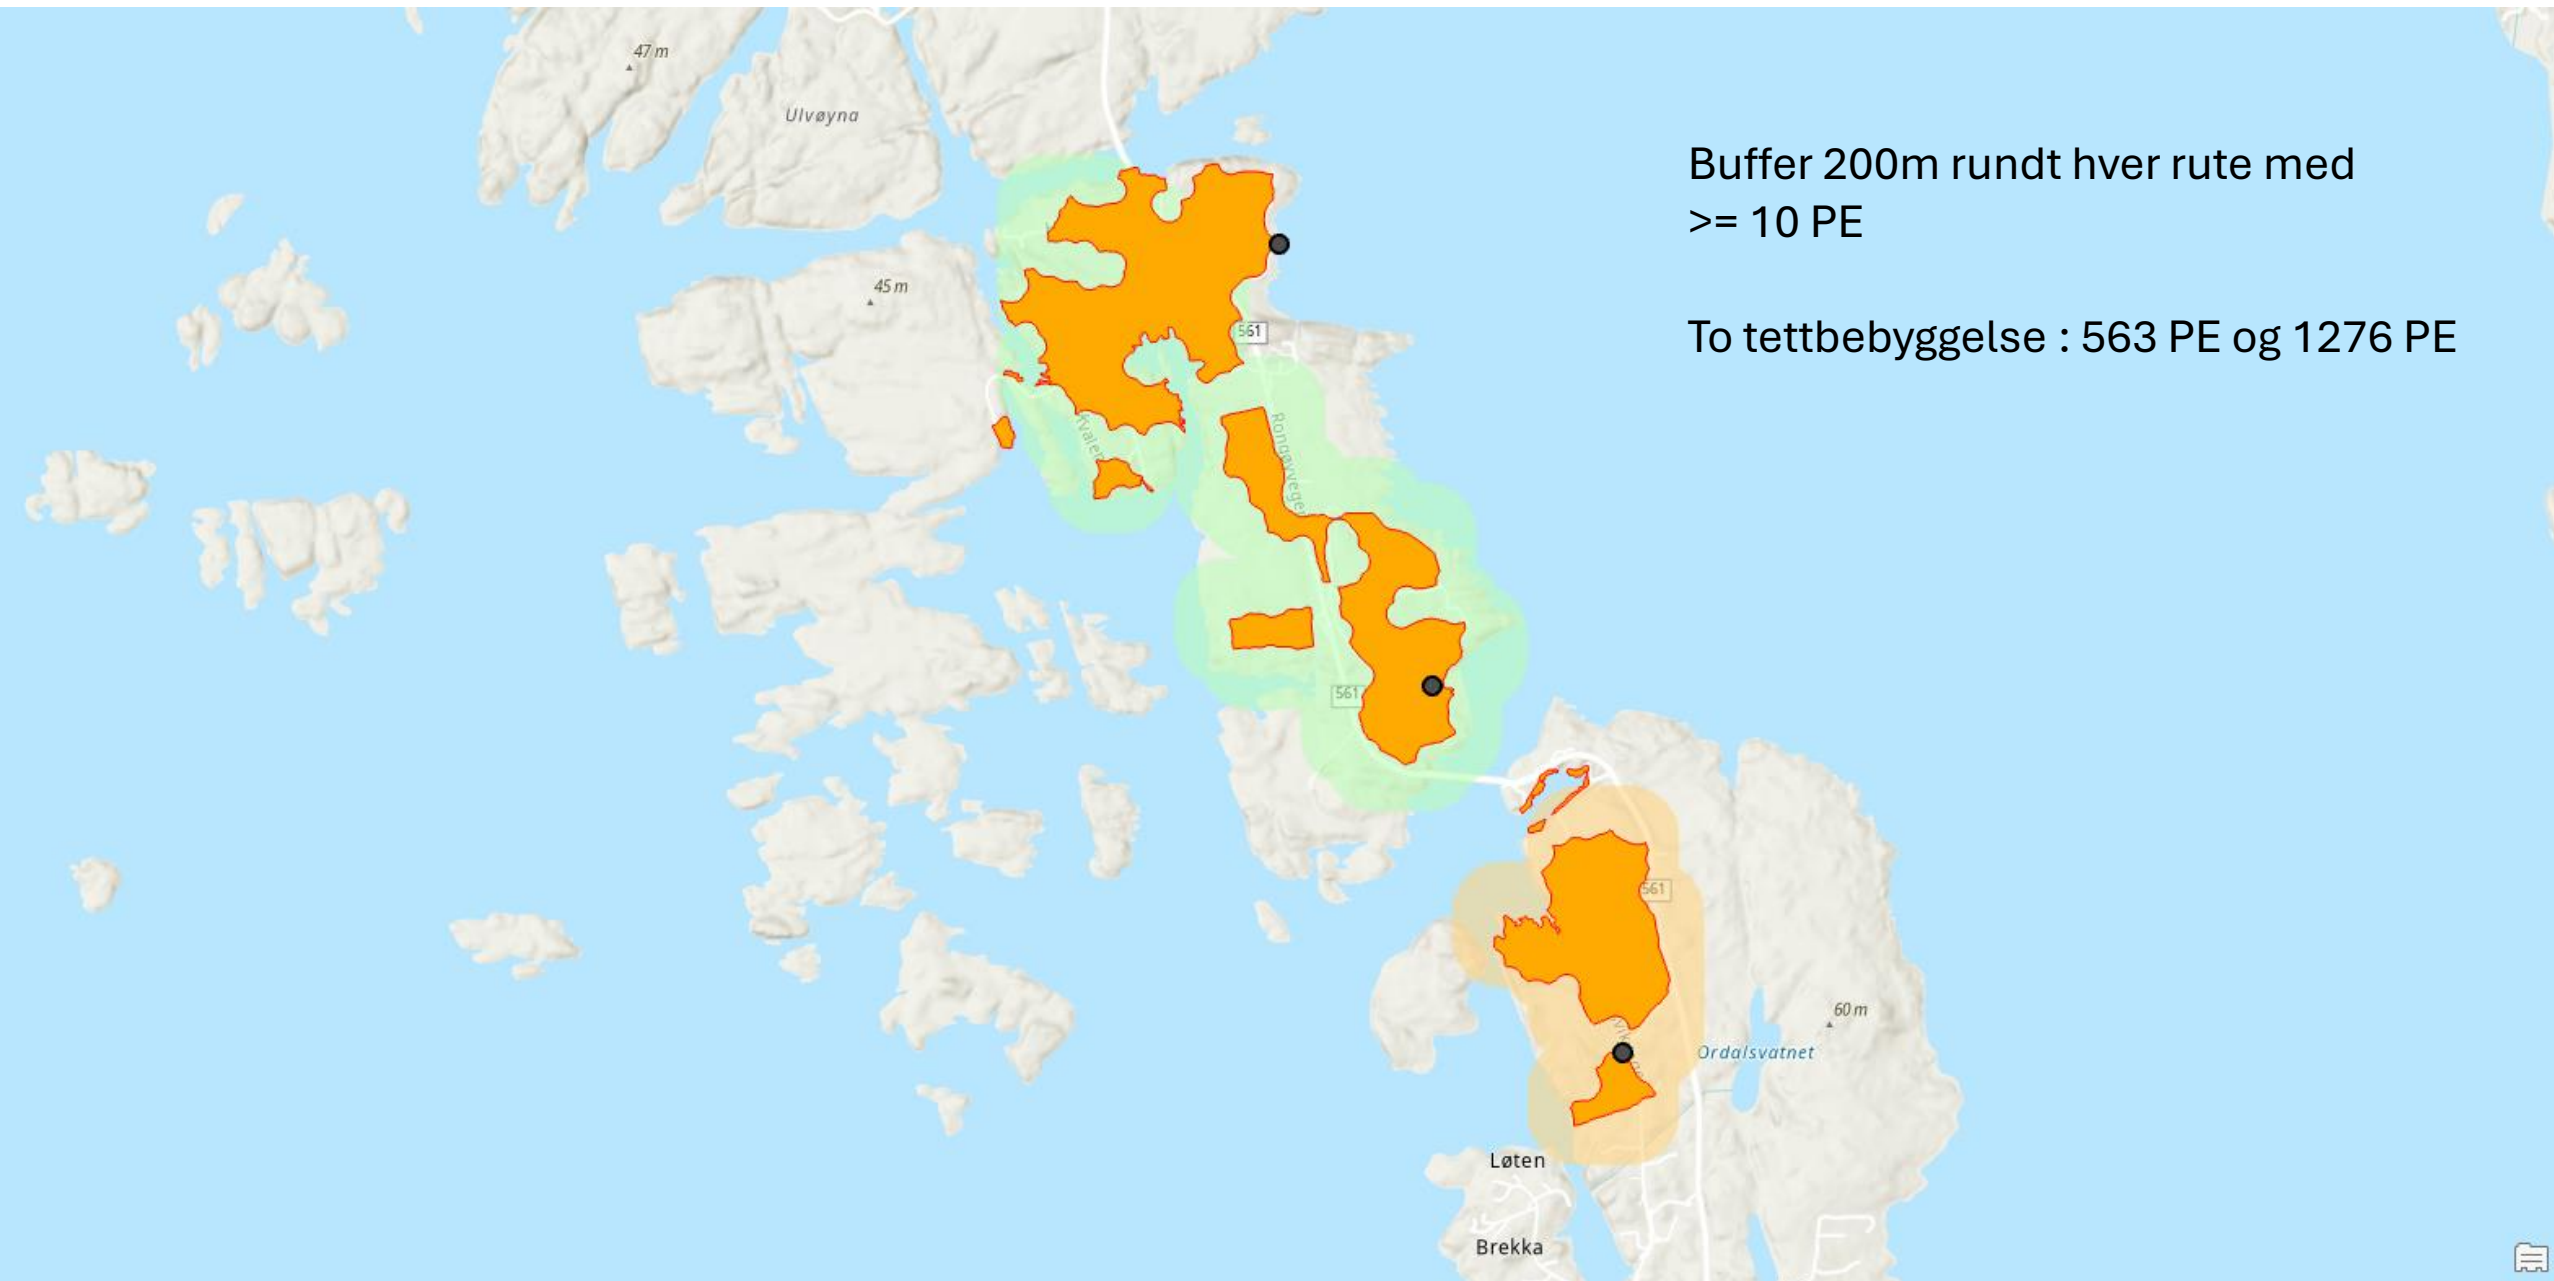 47 m
Ulvøyna
Buffer 200m rundt hver rute med
>= 10 PE
45 m
561
To tettbebyggelse : 563 PE og 1276 PE
Rongøyvegen
561
561
60 m
Ordalsvatnet
Løten
Brekka